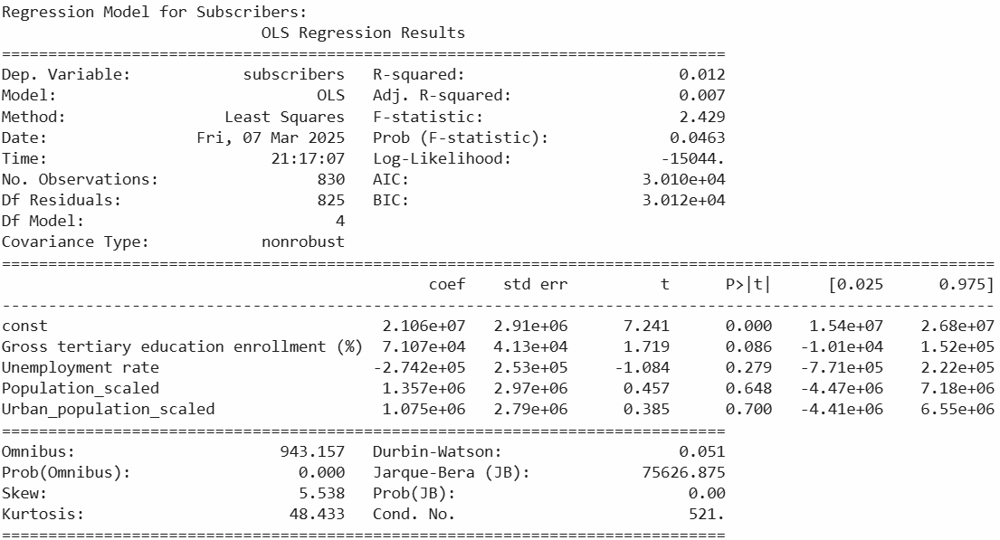 Regression Model for Subscribers:
                            OLS Regression Results
==============================================================================
Dep. Variable:            subscribers   R-squared:                       0.012
Model:                            OLS   Adj. R-squared:                  0.007
Method:                 Least Squares   F-statistic:                     2.429
Date:                Fri, 07 Mar 2025   Prob (F-statistic):             0.0463
Time:                        21:17:07   Log-Likelihood:                -15044.
No. Observations:                 830   AIC:                         3.010e+04
Df Residuals:                     825   BIC:                         3.012e+04
Df Model:                           4
Covariance Type:            nonrobust
===========================================================================================================
                                              coef    std err          t      P>|t|      [0.025      0.975]
-----------------------------------------------------------------------------------------------------------
const                                    2.106e+07   2.91e+06      7.241      0.000    1.54e+07    2.68e+07
Gross tertiary education enrollment (%)  7.107e+04   4.13e+04      1.719      0.086   -1.01e+04    1.52e+05
Unemployment rate                       -2.742e+05   2.53e+05     -1.084      0.279   -7.71e+05    2.22e+05
Population_scaled                        1.357e+06   2.97e+06      0.457      0.648   -4.47e+06    7.18e+06
Urban_population_scaled                  1.075e+06   2.79e+06      0.385      0.700   -4.41e+06    6.55e+06
==============================================================================
Omnibus:                      943.157   Durbin-Watson:                   0.051
Prob(Omnibus):                  0.000   Jarque-Bera (JB):            75626.875
Skew:                           5.538   Prob(JB):                         0.00
Kurtosis:                      48.433   Cond. No.                         521.
==============================================================================